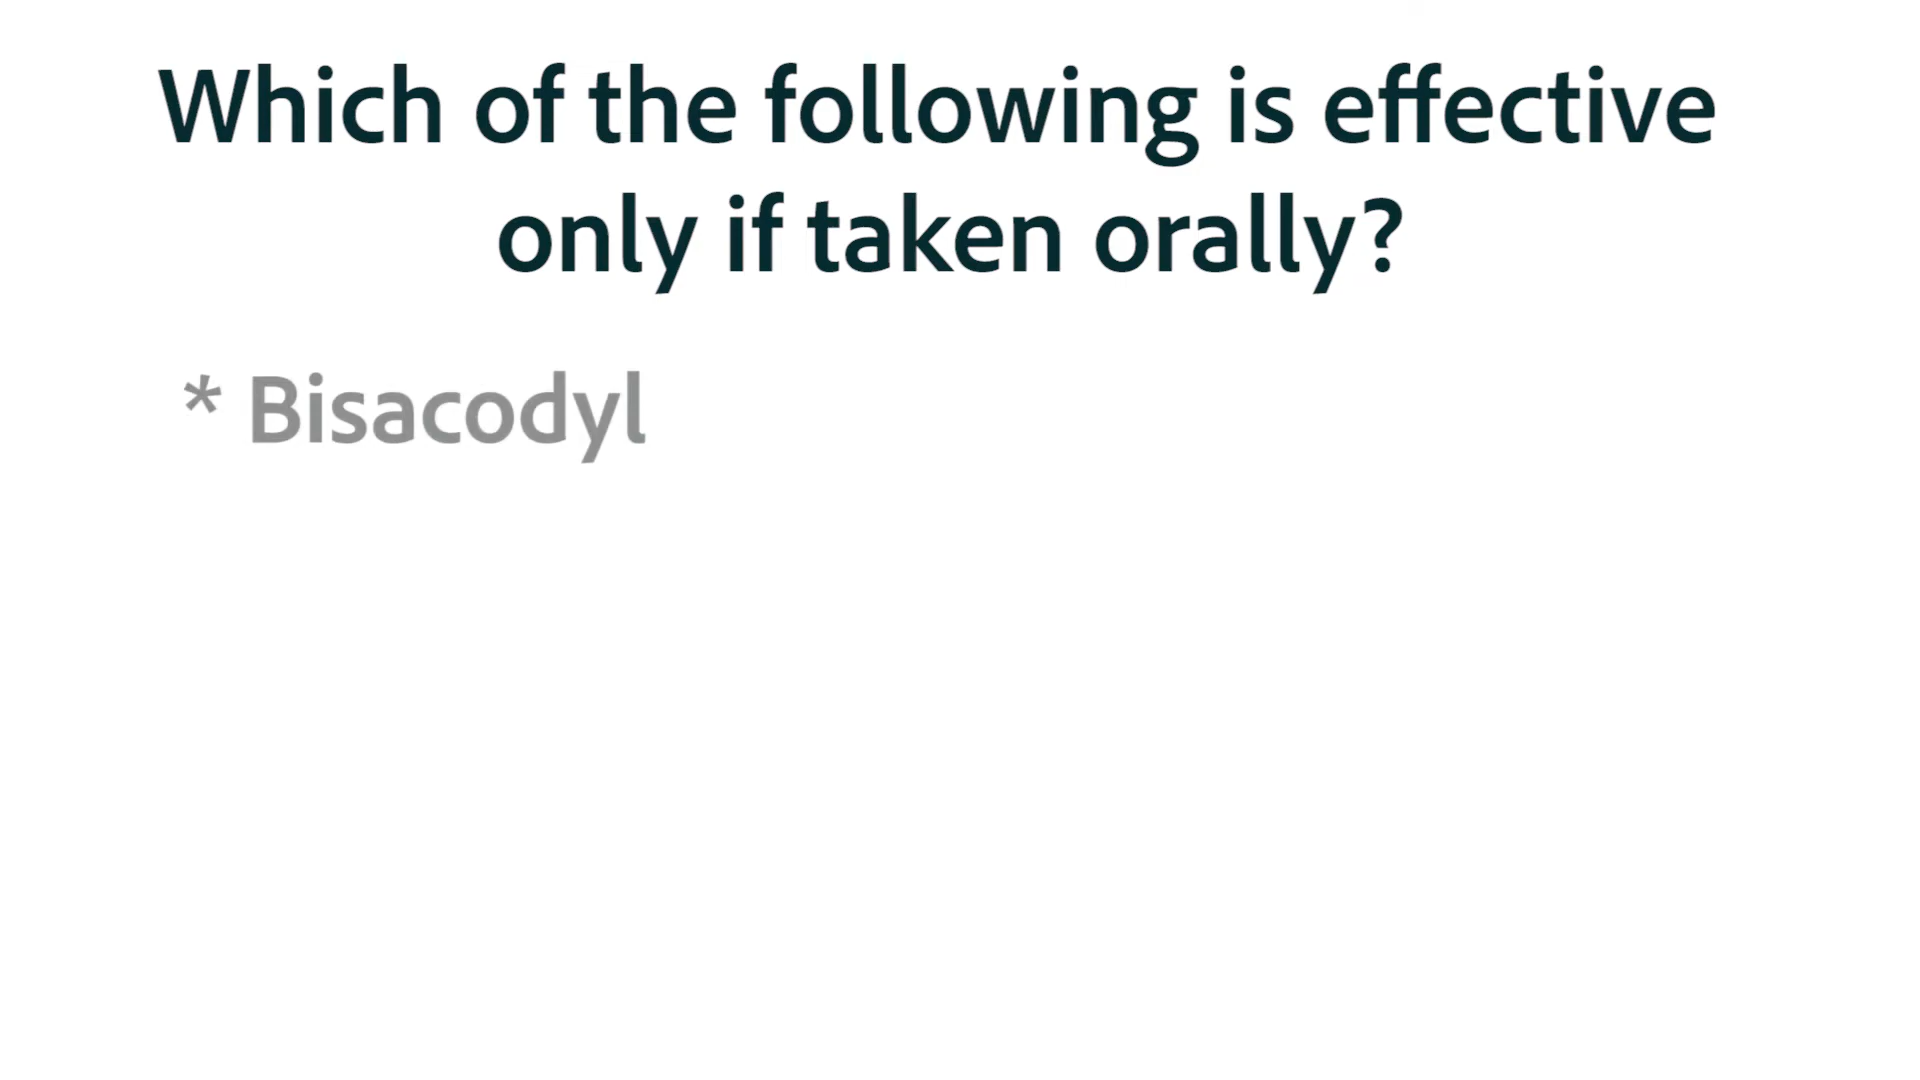 Which of the following is effective
only if taken orally?
* Bisacodyl